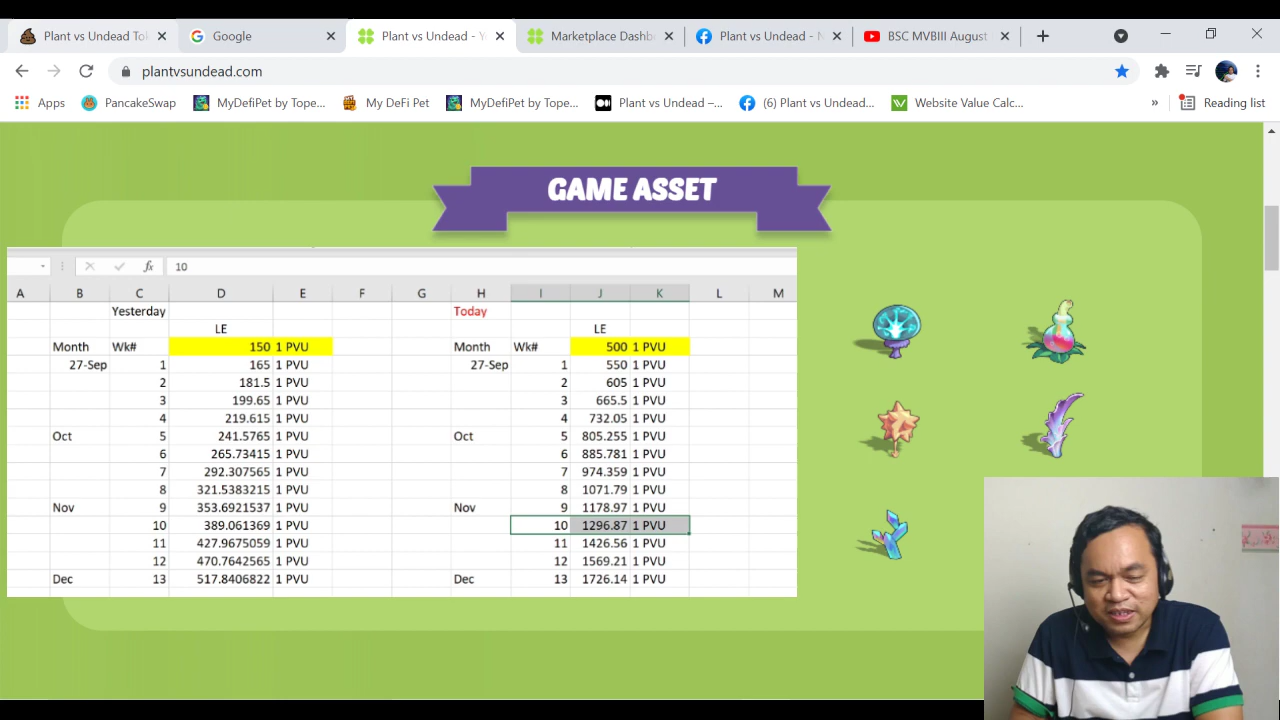 Plant vs Undead To
Google
Plant vs Undead - Y
Marketplace Dashb
Plant vs Undead - N
BSC MVBIII August
plantvsundead.com
Apps
PancakeSwap
MyDefiPet by Tope...
My DeFi Pet
MyDefiPet by Tope...
Plant vs Undead –...
(6) Plant vs Undead...
Website Value Calc...
»
Reading list
GAME ASSET
fx 10
A B C D E F G H I J K L M
Yesterday Today
LE LE
Month Wk# 150 1 PVU Month Wk# 500 1 PVU
27-Sep 1 165 1 PVU 27-Sep 1 550 1 PVU
2 181.5 1 PVU 2 605 1 PVU
3 199.65 1 PVU 3 665.5 1 PVU
4 219.615 1 PVU 4 732.05 1 PVU
Oct 5 241.5765 1 PVU Oct 5 805.255 1 PVU
6 265.73415 1 PVU 6 885.781 1 PVU
7 292.307565 1 PVU 7 974.359 1 PVU
8 321.5383215 1 PVU 8 1071.79 1 PVU
Nov 9 353.6921537 1 PVU Nov 9 1178.97 1 PVU
10 389.061369 1 PVU 10 1296.87 1 PVU
11 427.9675059 1 PVU 11 1426.56 1 PVU
12 470.7642565 1 PVU 12 1569.21 1 PVU
Dec 13 517.8406822 1 PVU Dec 13 1726.14 1 PVU